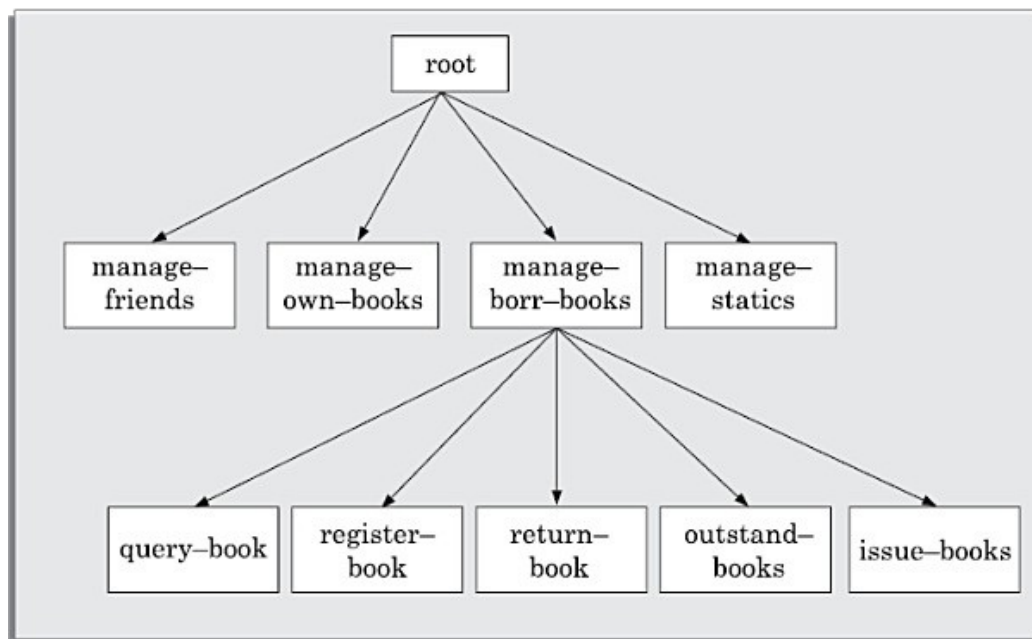 root
manage–
friends
manage–
own–books
manage–
borr–books
manage–
statics
query–book
register–
book
return–
book
outstand–
books
issue–books